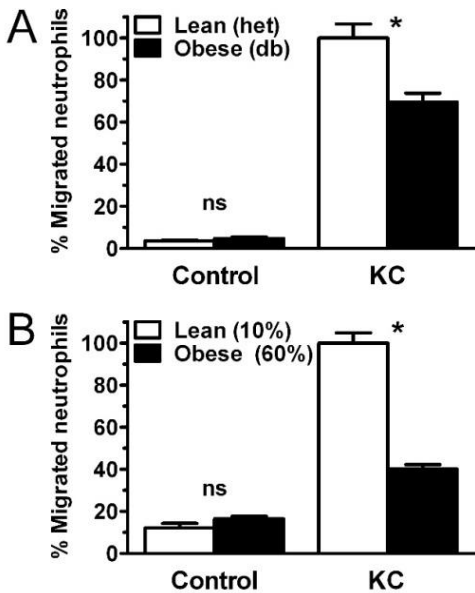 A
% Migrated neutrophils
Lean (het)
Obese (db)
100
80
60
40
20
0
ns
*
Control
KC
B
% Migrated neutrophils
Lean (10%)
Obese (60%)
100
80
60
40
20
0
ns
*
Control
KC